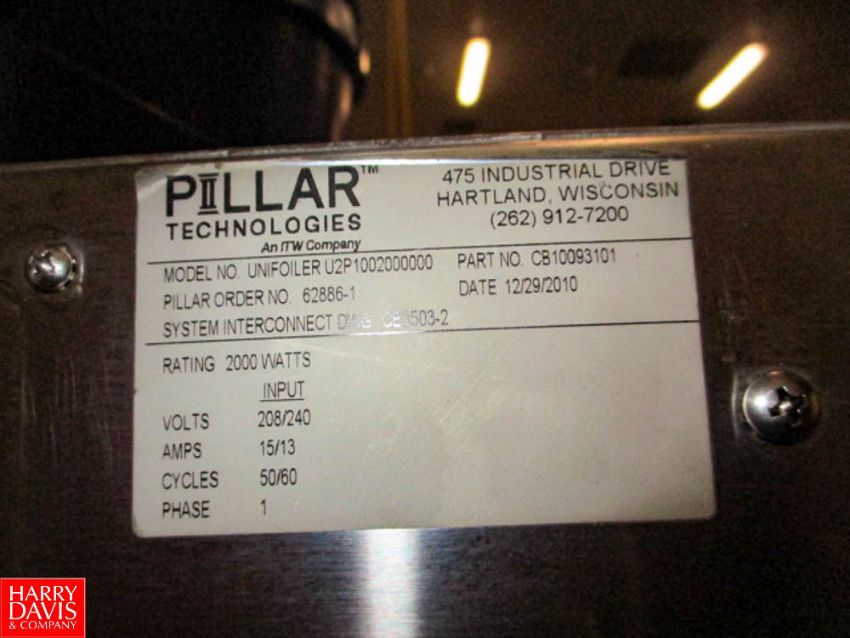 PILLAR™
TECHNOLOGIES
An ITW Company
475 INDUSTRIAL DRIVE
HARTLAND, WISCONSIN
(262) 912-7200
MODEL NO. UNIFOILER U2P1002000000 PART NO. CB10093101
PILLAR ORDER NO. 62886-1 DATE 12/29/2010
SYSTEM INTERCONNECT DWG
RATING 2000 WATTS
INPUT
VOLTS 208/240
AMPS 15/13
CYCLES 50/60
PHASE 1
HARRY
DAVIS
& COMPANY